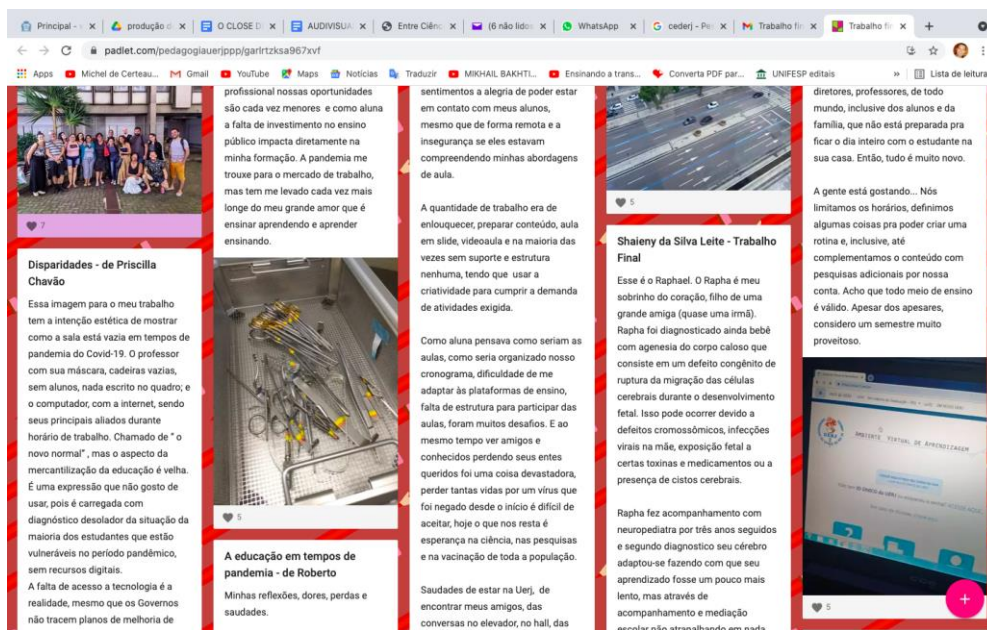 Principal -
produção d
O CLOSE D
AUDIVISUA
Entre Ciênc
(6 não lidos
WhatsApp
cederj - Pes
Trabalho fin
Trabalho fin
padlet.com/pedagogiauerjppp/garlrtzksa967xvf
Apps
Michel de Certeau...
Gmail
YouTube
Maps
Notícias
Traduzir
MIKHAIL BAKHTI...
Ensinando a trans...
Converta PDF par...
UNIFESP editais
»
Lista de leitura
7
Disparidades - de Priscilla
Chavão
Essa imagem para o meu trabalho
tem a intenção estética de mostrar
como a sala está vazia em tempos de
pandemia do Covid-19. O professor
com sua máscara, cadeiras vazias,
sem alunos, nada escrito no quadro; e
o computador, com a internet, sendo
seus principais aliados durante
horário de trabalho. Chamado de " o
novo normal" , mas o aspecto da
mercantilização da educação é velha.
É uma expressão que não gosto de
usar, pois é carregada com
diagnóstico desolador da situação da
maioria dos estudantes que estão
vulneráveis no período pandêmico,
sem recursos digitais.
A falta de acesso a tecnologia é a
realidade, mesmo que os Governos
não tracem planos de melhoria de
profissional nossas oportunidades
são cada vez menores e como aluna
a falta de investimento no ensino
público impacta diretamente na
minha formação. A pandemia me
trouxe para o mercado de trabalho,
mas tem me levado cada vez mais
longe do meu grande amor que é
ensinar aprendendo e aprender
ensinando.
5
A educação em tempos de
pandemia - de Roberto
Minhas reflexões, dores, perdas e
saudades.
sentimentos a alegria de poder estar
em contato com meus alunos,
mesmo que de forma remota e a
insegurança se eles estavam
compreendendo minhas abordagens
de aula.
A quantidade de trabalho era de
enlouquecer, preparar conteúdo, aula
em slide, videoaula e na maioria das
vezes sem suporte e estrutura
nenhuma, tendo que usar a
criatividade para cumprir a demanda
de atividades exigida.
Como aluna pensava como seriam as
aulas, como seria organizado nosso
cronograma, dificuldade de me
adaptar às plataformas de ensino,
falta de estrutura para participar das
aulas, foram muitos desafios. E ao
mesmo tempo ver amigos e
conhecidos perdendo seus entes
queridos foi uma coisa devastadora,
perder tantas vidas por um vírus que
foi negado desde o início é difícil de
aceitar, hoje o que nos resta é
esperança na ciência, nas pesquisas
e na vacinação de toda a população.
Saudades de estar na Uerj, de
encontrar meus amigos, das
conversas no elevador, no hall, das
5
Shaieny da Silva Leite - Trabalho
Final
Esse é o Raphael. O Rapha é meu
sobrinho do coração, filho de uma
grande amiga (quase uma irmã).
Rapha foi diagnosticado ainda bebê
com agenesia do corpo caloso que
consiste em um defeito congênito de
ruptura da migração das células
cerebrais durante o desenvolvimento
fetal. Isso pode ocorrer devido a
defeitos cromossômicos, infecções
virais na mãe, exposição fetal a
certas toxinas e medicamentos ou a
presença de cistos cerebrais.
Rapha fez acompanhamento com
neuropediatra por três anos seguidos
e segundo diagnostico seu cérebro
adaptou-se fazendo com que seu
aprendizado fosse um pouco mais
lento, mas através de
acompanhamento e mediação
escolar não atrapalhando em nada
diretores, professores, de todo
mundo, inclusive dos alunos e da
família, que não está preparada pra
ficar o dia inteiro com o estudante na
sua casa. Então, tudo é muito novo.
A gente está gostando... Nós
limitamos os horários, definimos
algumas coisas pra poder criar uma
rotina e, inclusive, até
complementamos o conteúdo com
pesquisas adicionais por nossa
conta. Acho que todo meio de ensino
é válido. Apesar dos apesares,
considero um semestre muito
proveitoso.
AMBIENTE VIRTUAL DE APRENDIZAGEM
5